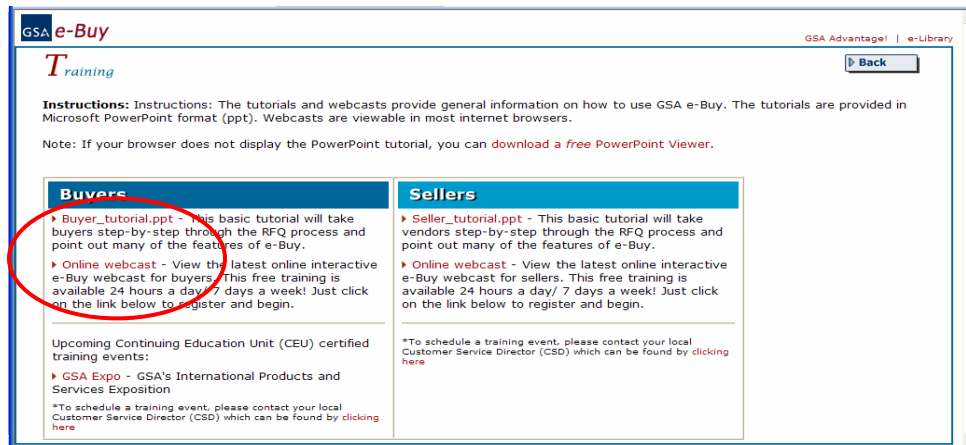 GSA e-Buy
GSA Advantage! | e-Library
Training
Back
Instructions: Instructions: The tutorials and webcasts provide general information on how to use GSA e-Buy. The tutorials are provided in
Microsoft PowerPoint format (ppt). Webcasts are viewable in most internet browsers.
Note: If your browser does not display the PowerPoint tutorial, you can download a free PowerPoint Viewer.
Buyers
Buyer_tutorial.ppt - This basic tutorial will take
buyers step-by-step through the RFQ process and
point out many of the features of e-Buy.
Online webcast - View the latest online interactive
e-Buy webcast for buyers. This free training is
available 24 hours a day/ 7 days a week! Just click
on the link below to register and begin.
Upcoming Continuing Education Unit (CEU) certified
training events:
GSA Expo - GSA's International Products and
Services Exposition
*To schedule a training event, please contact your local
Customer Service Director (CSD) which can be found by clicking
here
Sellers
Seller_tutorial.ppt - This basic tutorial will take
vendors step-by-step through the RFQ process and
point out many of the features of e-Buy.
Online webcast - View the latest online interactive
e-Buy webcast for sellers. This free training is
available 24 hours a day/ 7 days a week! Just click
on the link below to register and begin.
*To schedule a training event, please contact your local
Customer Service Director (CSD) which can be found by clicking
here